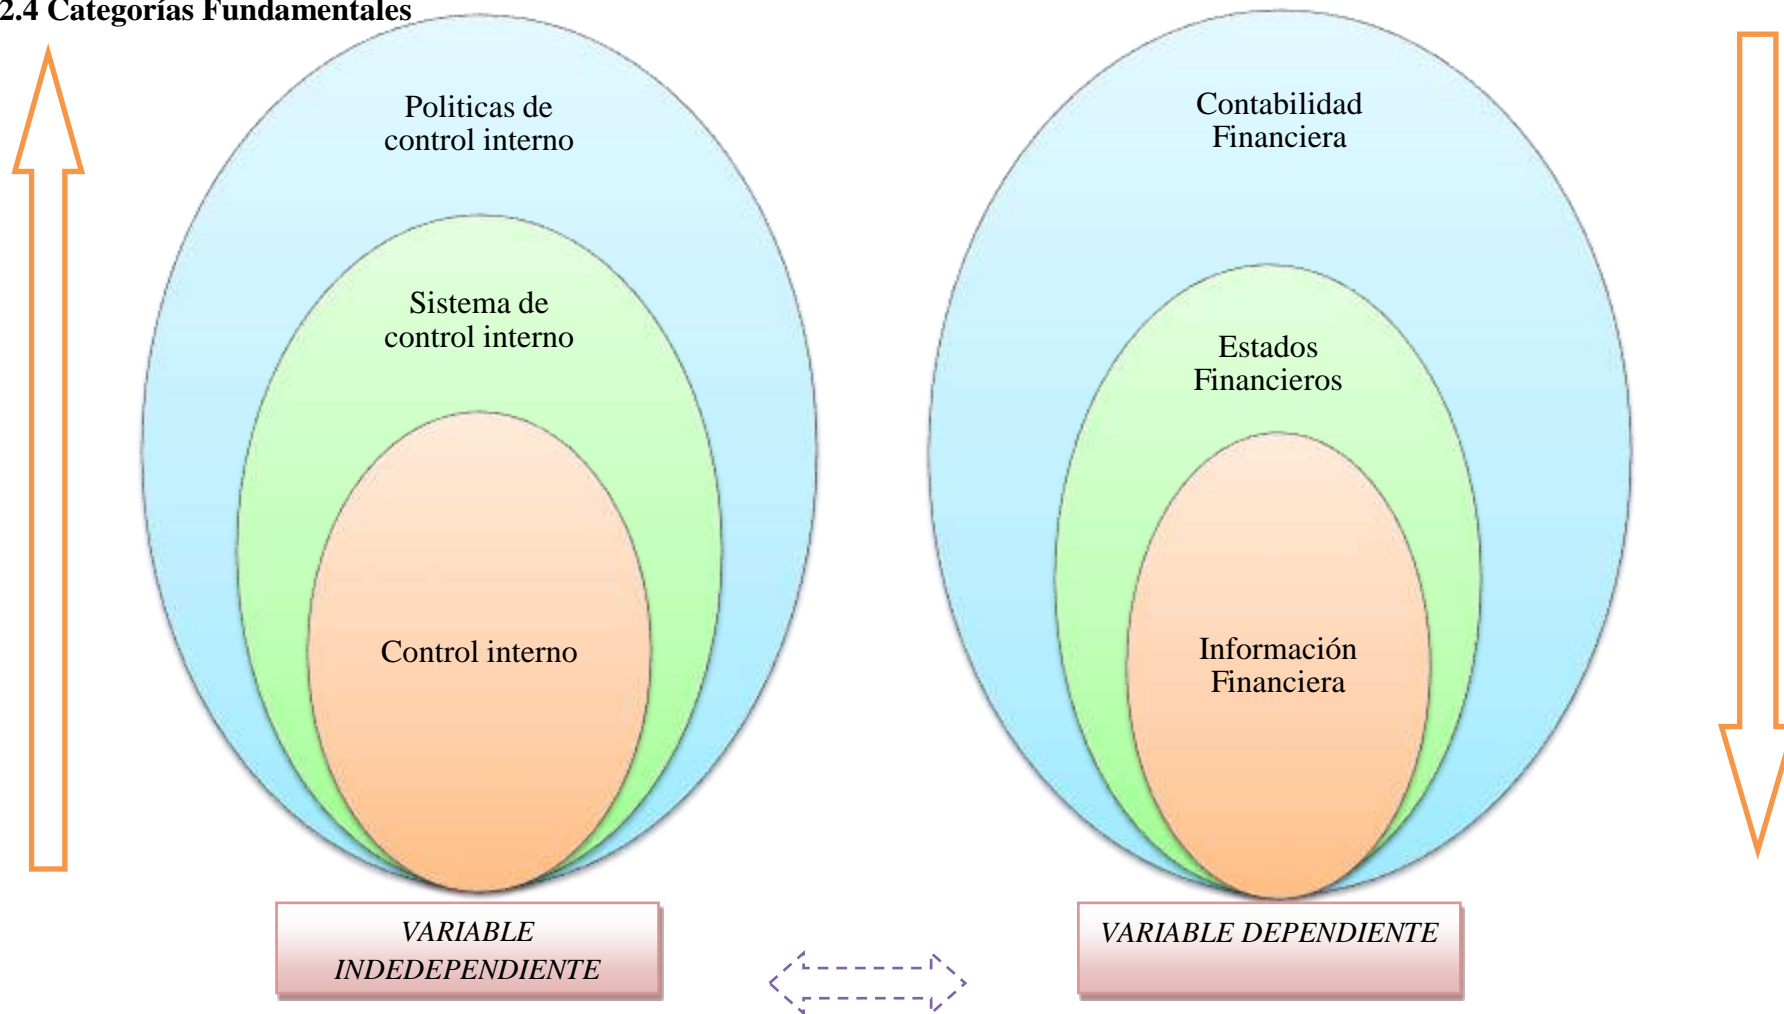 2.4 Categorías Fundamentales
Politicas de
control interno
Sistema de
control interno
Control interno
VARIABLE
INDEDEPENDIENTE
Contabilidad
Financiera
Estados
Financieros
Información
Financiera
VARIABLE DEPENDIENTE